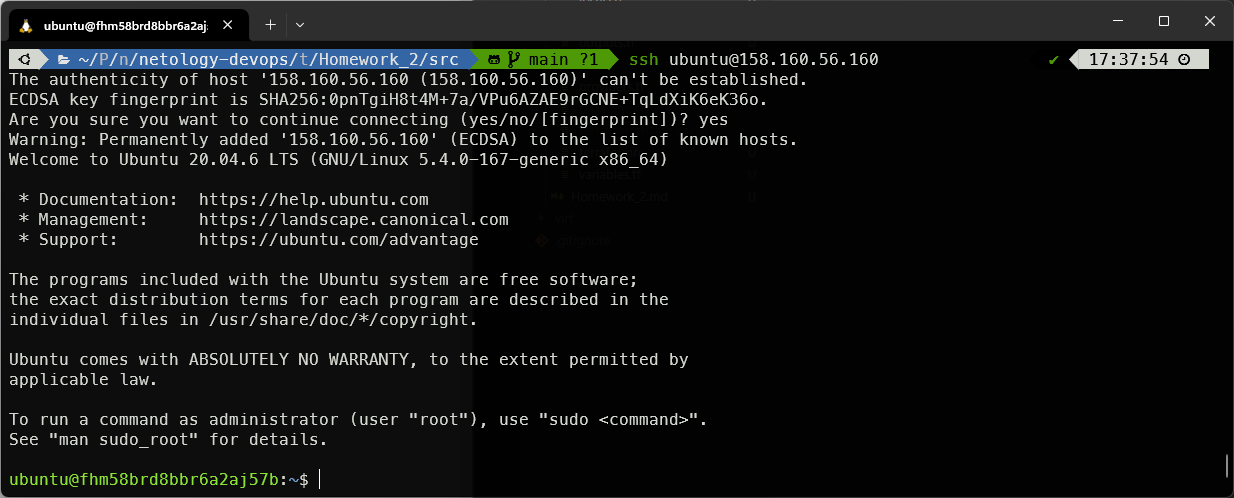 ubuntu@fhm58brd8bbr6a2aj
~/P/n/netology-devops/t/Homework_2/src main ?1 ssh ubuntu@158.160.56.160 ✔ 17:37:54
The authenticity of host '158.160.56.160 (158.160.56.160)' can't be established.
ECDSA key fingerprint is SHA256:0pnTgiH8t4M+7a/VPu6AZAE9rGCNE+TqLdXiK6eK36o.
Are you sure you want to continue connecting (yes/no/[fingerprint])? yes
Warning: Permanently added '158.160.56.160' (ECDSA) to the list of known hosts.
Welcome to Ubuntu 20.04.6 LTS (GNU/Linux 5.4.0-167-generic x86_64)
* Documentation: https://help.ubuntu.com
* Management: https://landscape.canonical.com
* Support: https://ubuntu.com/advantage
The programs included with the Ubuntu system are free software;
the exact distribution terms for each program are described in the
individual files in /usr/share/doc/*/copyright.
Ubuntu comes with ABSOLUTELY NO WARRANTY, to the extent permitted by
applicable law.
To run a command as administrator (user "root"), use "sudo <command>".
See "man sudo_root" for details.
ubuntu@fhm58brd8bbr6a2aj57b:~$